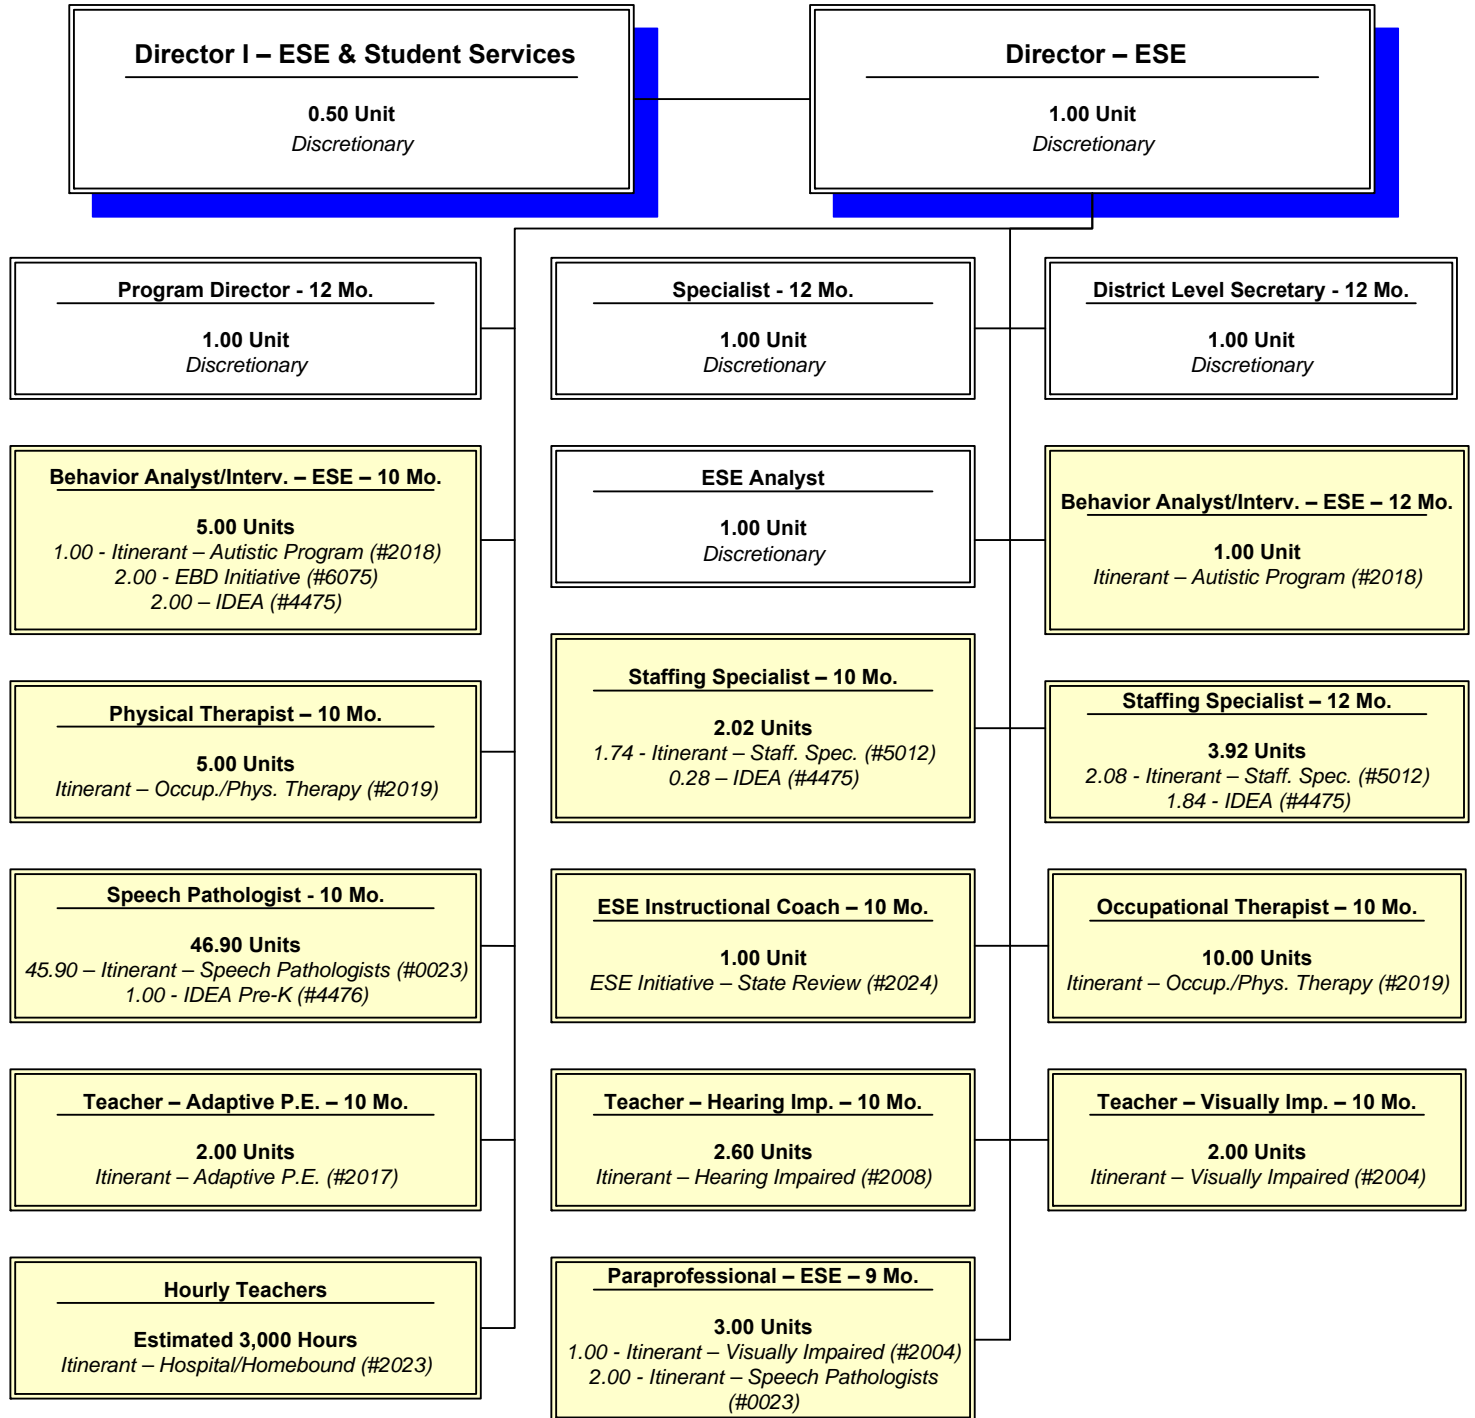 Director I – ESE & Student Services
0.50 Unit
Discretionary
Director – ESE
1.00 Unit
Discretionary
Program Director - 12 Mo.
1.00 Unit
Discretionary
Specialist - 12 Mo.
1.00 Unit
Discretionary
District Level Secretary - 12 Mo.
1.00 Unit
Discretionary
Behavior Analyst/Interv. – ESE – 10 Mo.
5.00 Units
1.00 - Itinerant – Autistic Program (#2018)
2.00 - EBD Initiative (#6075)
2.00 – IDEA (#4475)
ESE Analyst
1.00 Unit
Discretionary
Behavior Analyst/Interv. – ESE – 12 Mo.
1.00 Unit
Itinerant – Autistic Program (#2018)
Physical Therapist – 10 Mo.
5.00 Units
Itinerant – Occup./Phys. Therapy (#2019)
Staffing Specialist – 10 Mo.
2.02 Units
1.74 - Itinerant – Staff. Spec. (#5012)
0.28 – IDEA (#4475)
Staffing Specialist – 12 Mo.
3.92 Units
2.08 - Itinerant – Staff. Spec. (#5012)
1.84 - IDEA (#4475)
Speech Pathologist - 10 Mo.
46.90 Units
45.90 – Itinerant – Speech Pathologists (#0023)
1.00 - IDEA Pre-K (#4476)
ESE Instructional Coach – 10 Mo.
1.00 Unit
ESE Initiative – State Review (#2024)
Occupational Therapist – 10 Mo.
10.00 Units
Itinerant – Occup./Phys. Therapy (#2019)
Teacher – Adaptive P.E. – 10 Mo.
2.00 Units
Itinerant – Adaptive P.E. (#2017)
Teacher – Hearing Imp. – 10 Mo.
2.60 Units
Itinerant – Hearing Impaired (#2008)
Teacher – Visually Imp. – 10 Mo.
2.00 Units
Itinerant – Visually Impaired (#2004)
Hourly Teachers
Estimated 3,000 Hours
Itinerant – Hospital/Homebound (#2023)
Paraprofessional – ESE – 9 Mo.
3.00 Units
1.00 - Itinerant – Visually Impaired (#2004)
2.00 - Itinerant – Speech Pathologists
(#0023)